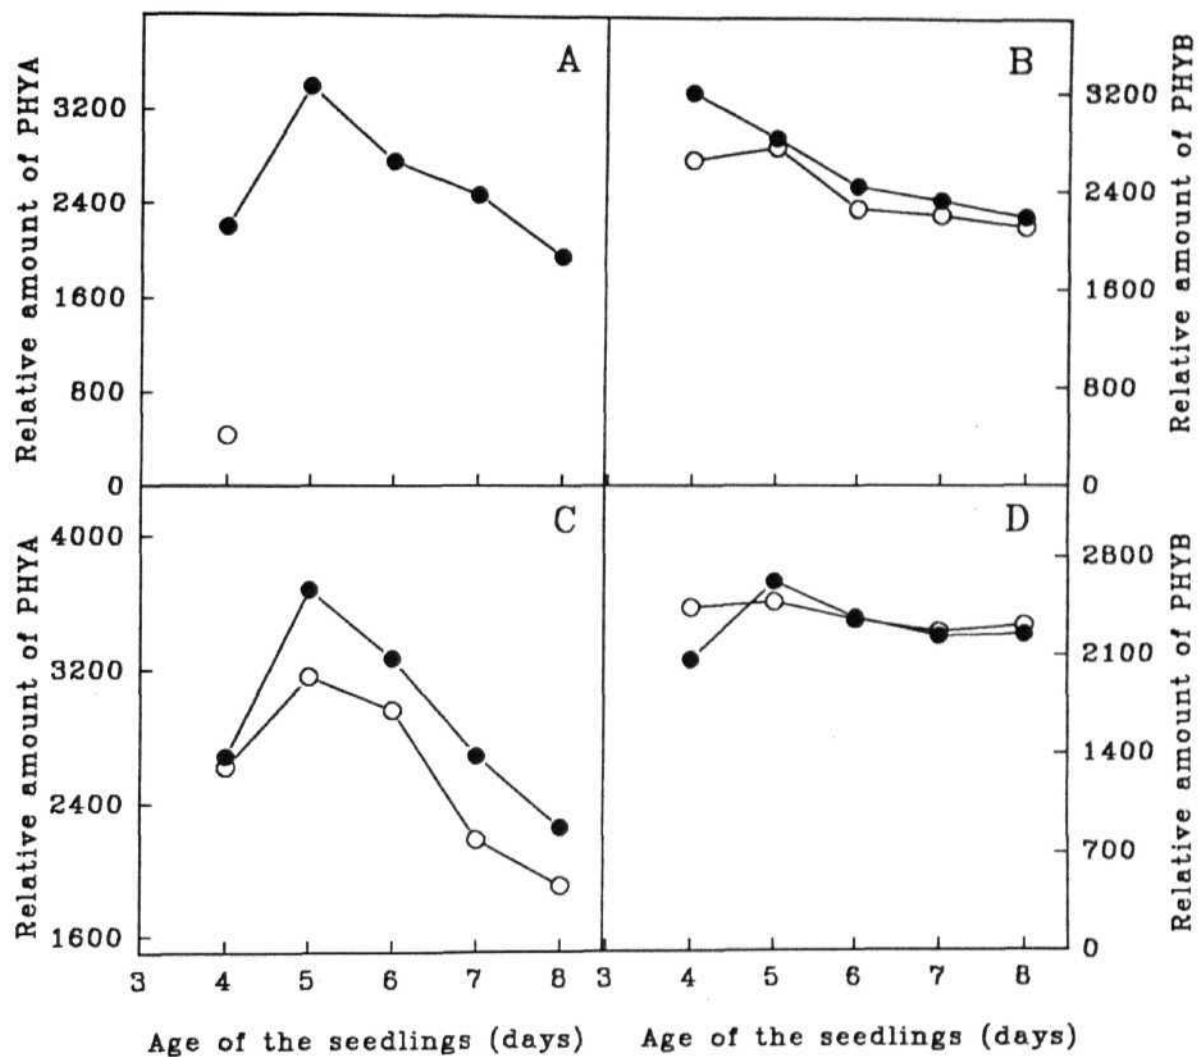 A
B
Relative amount of PHYA
3200
2400
1600
800
0
3200
2400
1600
800
0
Relative amount of PHYB
C
D
Relative amount of PHYA
4000
3200
2400
1600
2800
2100
1400
700
0
Relative amount of PHYB
3 4 5 6 7 8 3 4 5 6 7 8
Age of the seedlings (days) Age of the seedlings (days)